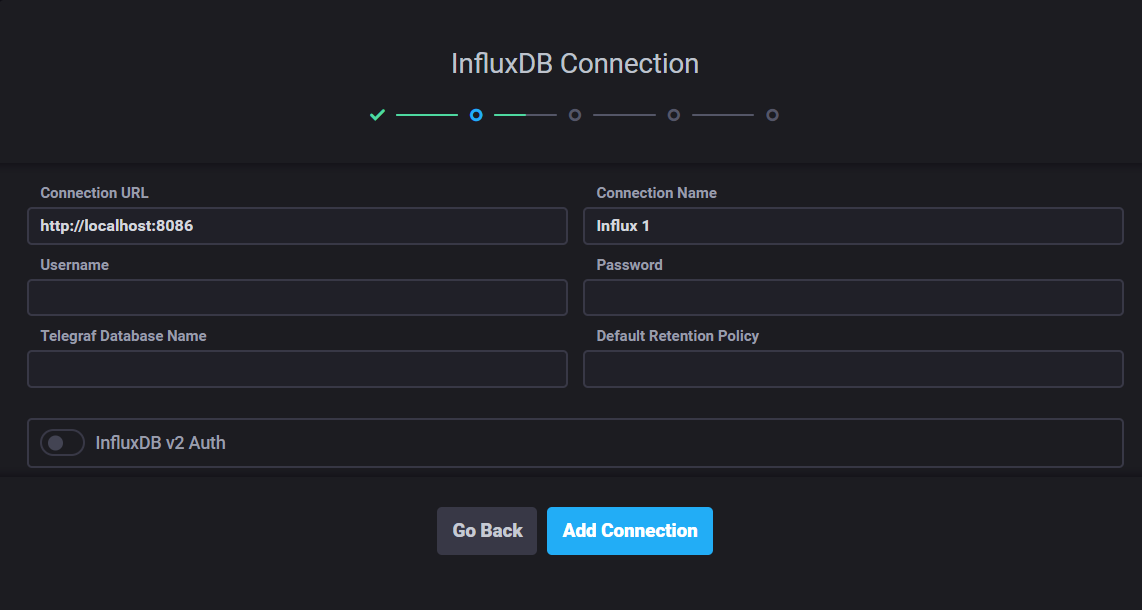 InfluxDB Connection
Connection URL
Connection Name
http://localhost:8086
Influx 1
Username
Password
Telegraf Database Name
Default Retention Policy
InfluxDB v2 Auth
Go Back
Add Connection